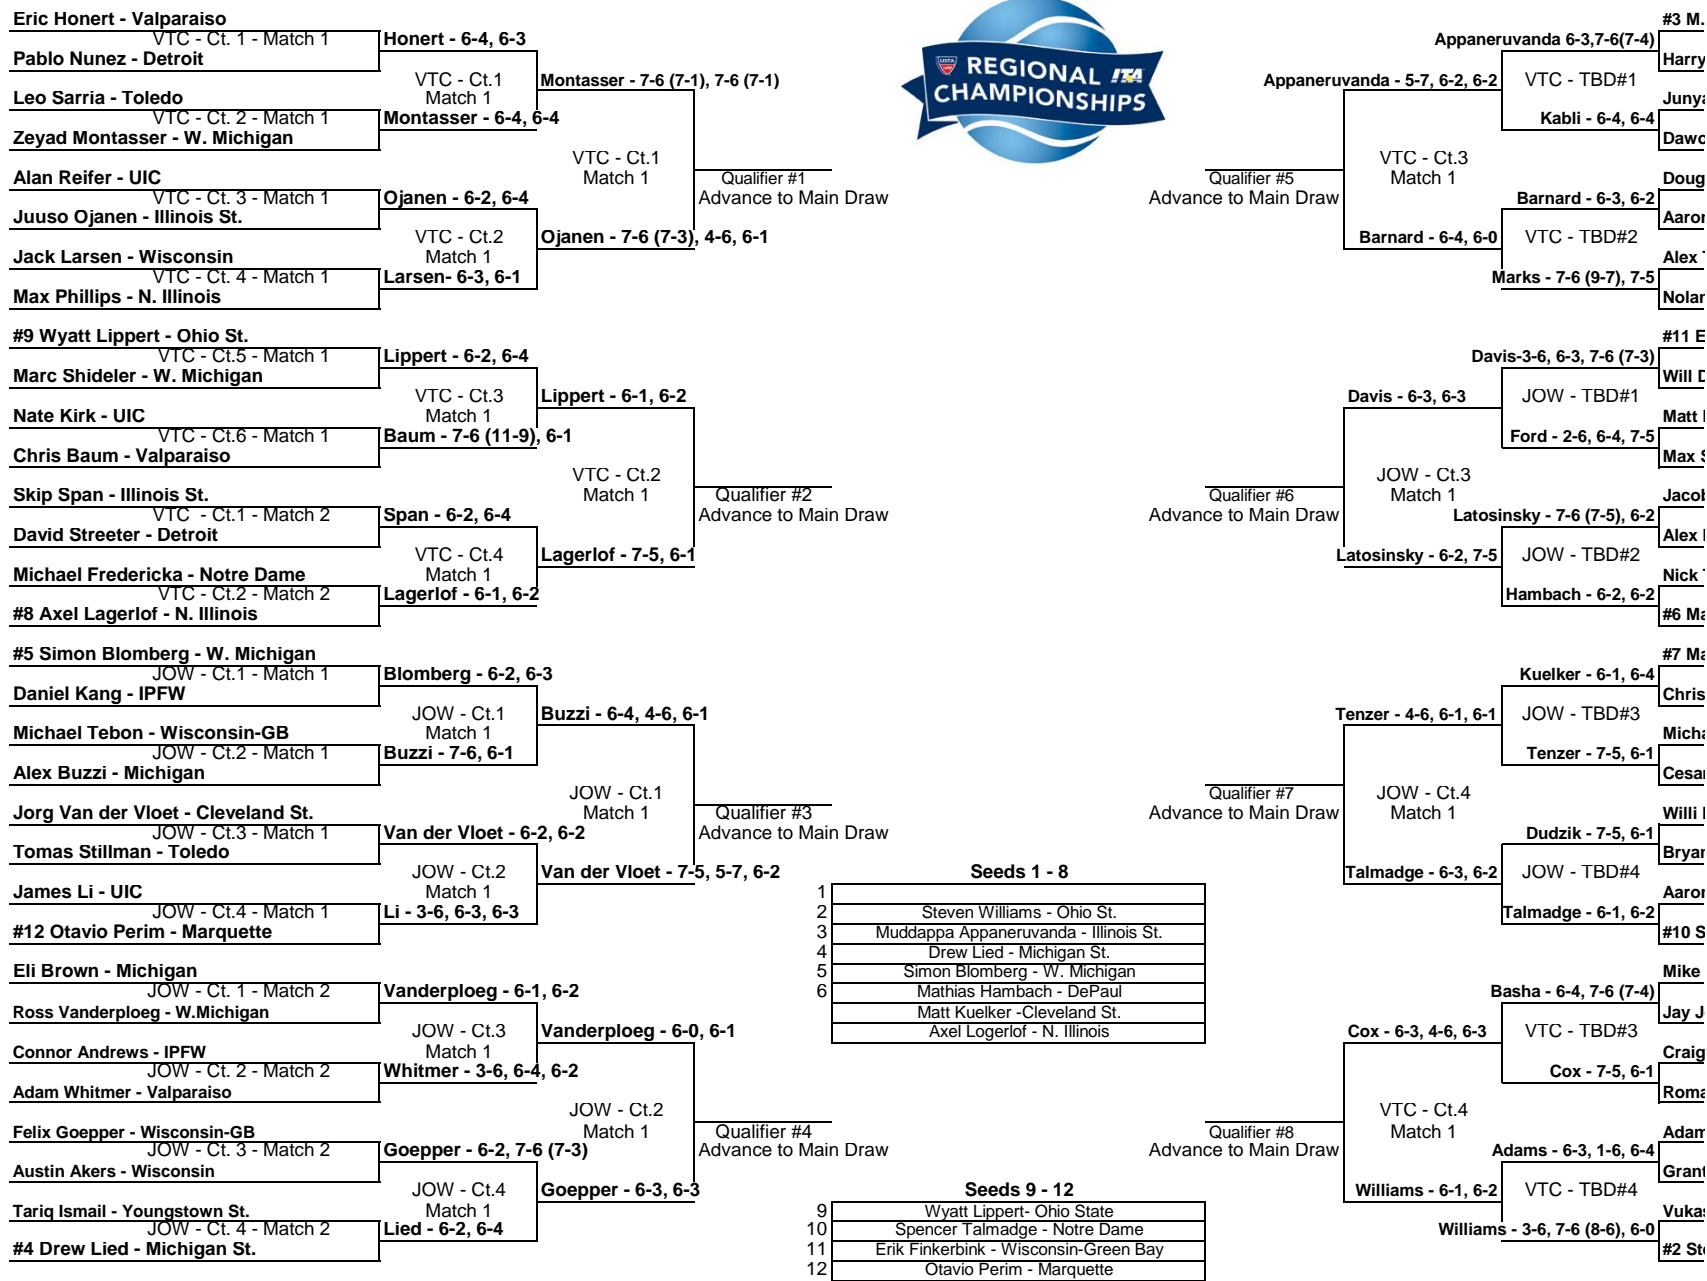 Eric Honert - Valparaiso
VTC - Ct. 1 - Match 1
Pablo Nunez - Detroit
Leo Sarria - Toledo
VTC - Ct. 2 - Match 1
Zeyad Montasser - W. Michigan
Alan Reifer - UIC
VTC - Ct. 3 - Match 1
Juuso Ojanen - Illinois St.
Jack Larsen - Wisconsin
VTC - Ct. 4 - Match 1
Max Phillips - N. Illinois
#9 Wyatt Lippert - Ohio St.
VTC - Ct.5 - Match 1
Marc Shideler - W. Michigan
Nate Kirk - UIC
VTC - Ct.6 - Match 1
Chris Baum - Valparaiso
Skip Span - Illinois St.
VTC - Ct.1 - Match 2
David Streeter - Detroit
Michael Fredericka - Notre Dame
VTC - Ct.2 - Match 2
#8 Axel Lagerlof - N. Illinois
#5 Simon Blomberg - W. Michigan
JOW - Ct.1 - Match 1
Daniel Kang - IPFW
Michael Tebon - Wisconsin-GB
JOW - Ct.2 - Match 1
Alex Buzzi - Michigan
Jorg Van der Vloet - Cleveland St.
JOW - Ct.3 - Match 1
Tomas Stillman - Toledo
James Li - UIC
JOW - Ct.4 - Match 1
#12 Otavio Perim - Marquette
Eli Brown - Michigan
JOW - Ct. 1 - Match 2
Ross Vanderploeg - W.Michigan
Connor Andrews - IPFW
JOW - Ct. 2 - Match 2
Adam Whitmer - Valparaiso
Felix Goepper - Wisconsin-GB
JOW - Ct. 3 - Match 2
Austin Akers - Wisconsin
Tariq Ismail - Youngstown St.
JOW - Ct. 4 - Match 2
#4 Drew Lied - Michigan St.
Honert - 6-4, 6-3
VTC - Ct.1
Match 1
Montasser - 6-4, 6-4
Ojanen - 6-2, 6-4
VTC - Ct.2
Match 1
Larsen- 6-3, 6-1
Lippert - 6-2, 6-4
VTC - Ct.3
Match 1
Baum - 7-6 (11-9), 6-1
Span - 6-2, 6-4
VTC - Ct.4
Match 1
Lagerlof - 6-1, 6-2
Blomberg - 6-2, 6-3
JOW - Ct.1
Match 1
Buzzi - 7-6, 6-1
Van der Vloet - 6-2, 6-2
JOW - Ct.2
Match 1
Li - 3-6, 6-3, 6-3
Vanderploeg - 6-1, 6-2
JOW - Ct.3
Match 1
Whitmer - 3-6, 6-4, 6-2
Goepper - 6-2, 7-6 (7-3)
JOW - Ct.4
Match 1
Lied - 6-2, 6-4
Montasser - 7-6 (7-1), 7-6 (7-1)
VTC - Ct.1
Match 1
Ojanen - 7-6 (7-3), 4-6, 6-1
Lippert - 6-1, 6-2
VTC - Ct.2
Match 1
Lagerlof - 7-5, 6-1
Buzzi - 6-4, 4-6, 6-1
JOW - Ct.1
Match 1
Van der Vloet - 7-5, 5-7, 6-2
Vanderploeg - 6-0, 6-1
JOW - Ct.2
Match 1
Goepper - 6-3, 6-3
Qualifier #1
Advance to Main Draw
Qualifier #2
Advance to Main Draw
Qualifier #3
Advance to Main Draw
Qualifier #4
Advance to Main Draw
USTA
REGIONAL ITA
CHAMPIONSHIPS
Seeds 1 - 8
1
2 Steven Williams - Ohio St.
3 Muddappa Appaneruvanda - Illinois St.
4 Drew Lied - Michigan St.
5 Simon Blomberg - W. Michigan
6 Mathias Hambach - DePaul
Matt Kuelker -Cleveland St.
Axel Logerlof - N. Illinois
Seeds 9 - 12
9 Wyatt Lippert- Ohio State
10 Spencer Talmadge - Notre Dame
11 Erik Finkerbink - Wisconsin-Green Bay
12 Otavio Perim - Marquette
Qualifier #5
Advance to Main Draw
Qualifier #6
Advance to Main Draw
Qualifier #7
Advance to Main Draw
Qualifier #8
Advance to Main Draw
Appaneruvanda - 5-7, 6-2, 6-2
VTC - Ct.3
Match 1
Barnard - 6-4, 6-0
Davis - 6-3, 6-3
JOW - Ct.3
Match 1
Latosinsky - 6-2, 7-5
Tenzer - 4-6, 6-1, 6-1
JOW - Ct.4
Match 1
Talmadge - 6-3, 6-2
Cox - 6-3, 4-6, 6-3
VTC - Ct.4
Match 1
Williams - 6-1, 6-2
Appaneruvanda 6-3,7-6(7-4)
VTC - TBD#1
Kabli - 6-4, 6-4
Barnard - 6-3, 6-2
VTC - TBD#2
Marks - 7-6 (9-7), 7-5
Davis-3-6, 6-3, 7-6 (7-3)
JOW - TBD#1
Ford - 2-6, 6-4, 7-5
Latosinsky - 7-6 (7-5), 6-2
JOW - TBD#2
Hambach - 6-2, 6-2
Kuelker - 6-1, 6-4
JOW - TBD#3
Tenzer - 7-5, 6-1
Dudzik - 7-5, 6-1
JOW - TBD#4
Talmadge - 6-1, 6-2
Basha - 6-4, 7-6 (7-4)
VTC - TBD#3
Cox - 7-5, 6-1
Adams - 6-3, 1-6, 6-4
VTC - TBD#4
Williams - 3-6, 7-6 (8-6), 6-0
#3 M.
Harry
Doug
Alex
#11
Will
Matt
Max
Alex
Nick
#6
#7
Willi
#10
Mike
Jay
#2